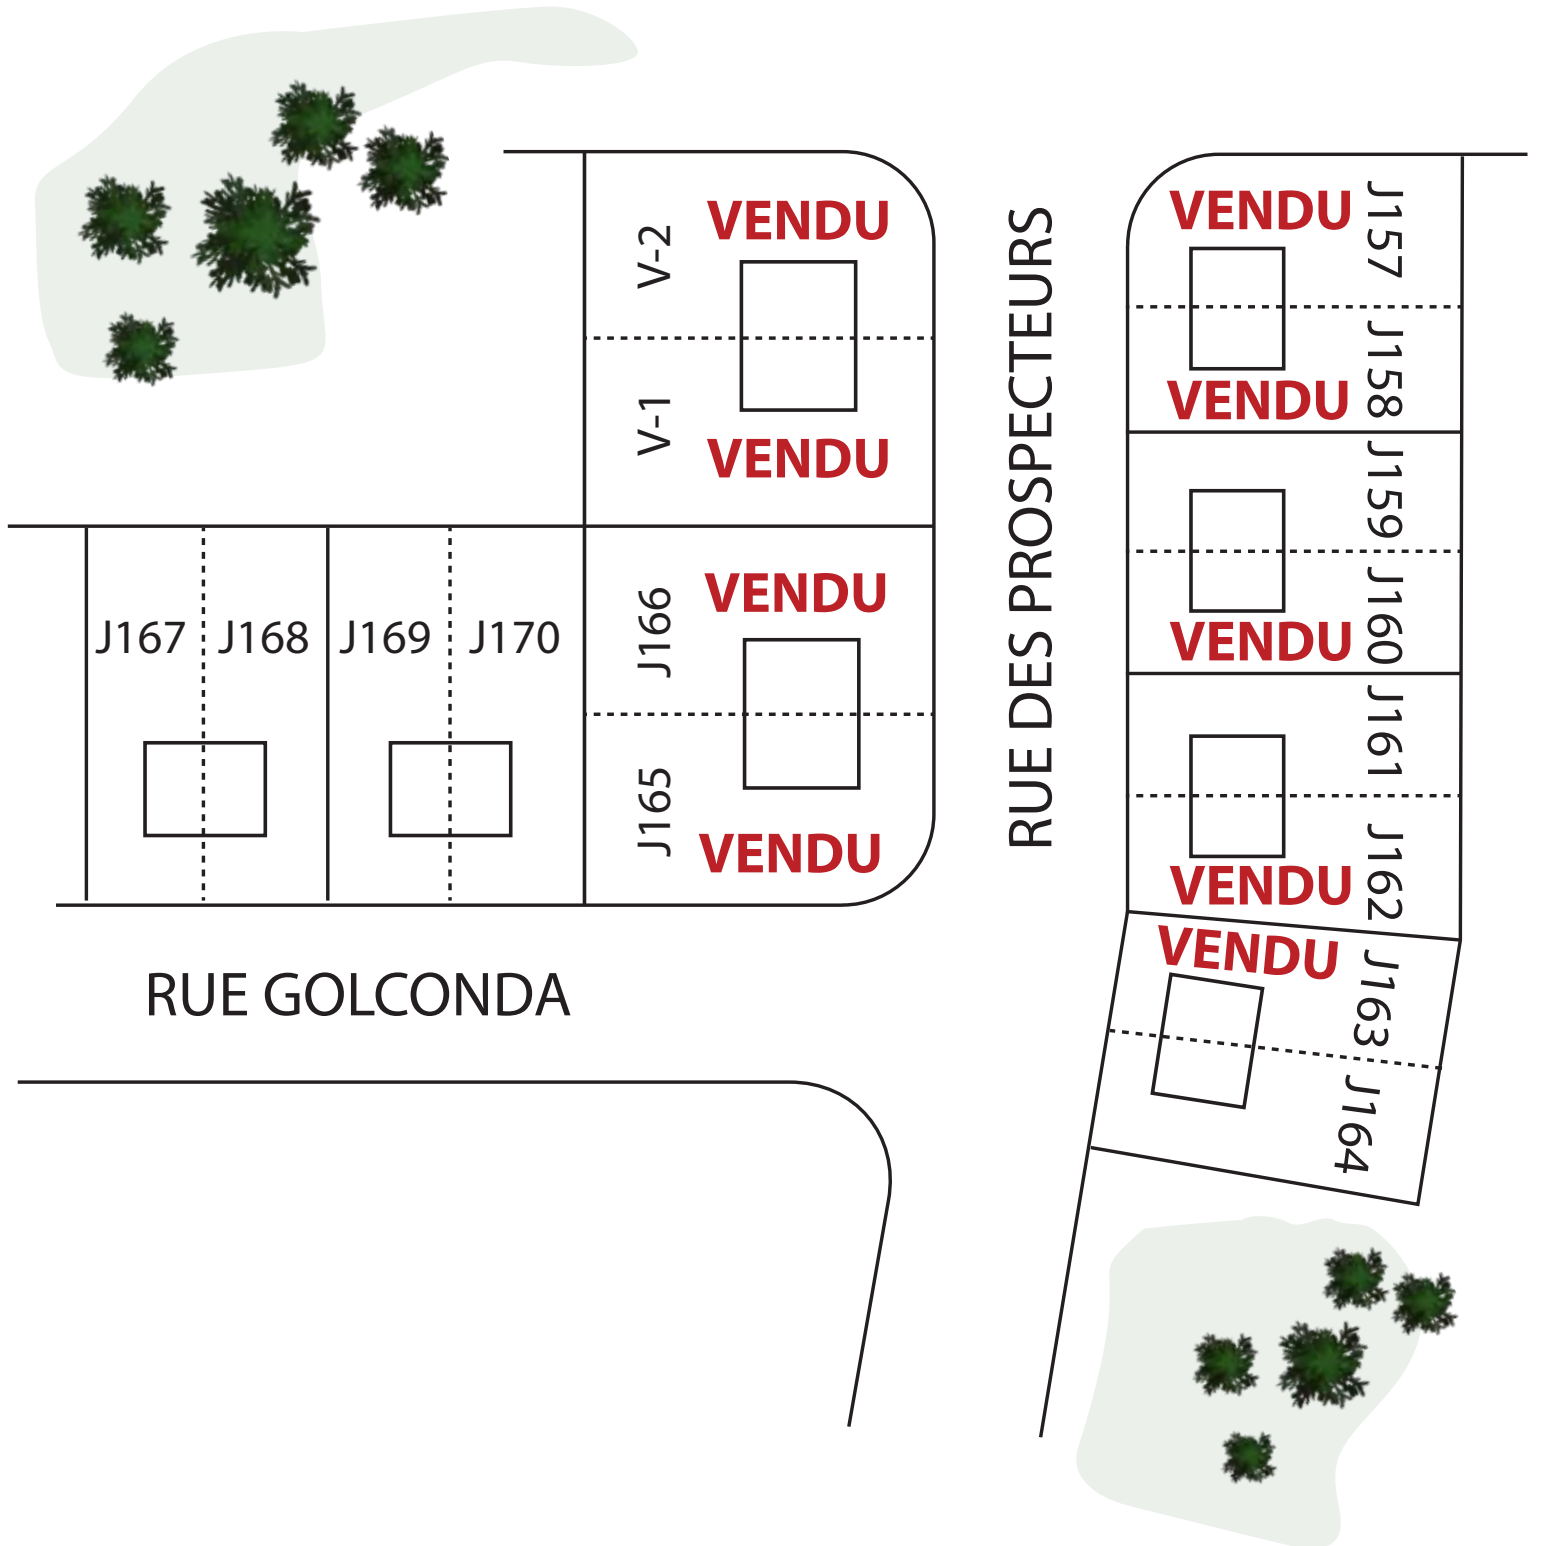 V-2
VENDU
V-1
VENDU
J166
VENDU
J165
VENDU
J167
J168
J169
J170
RUE GOLCONDA
RUE DES PROSPECTEURS
VENDU
J157
J158
VENDU
J159
J160
VENDU
J161
J162
VENDU
VENDU
J163
J164